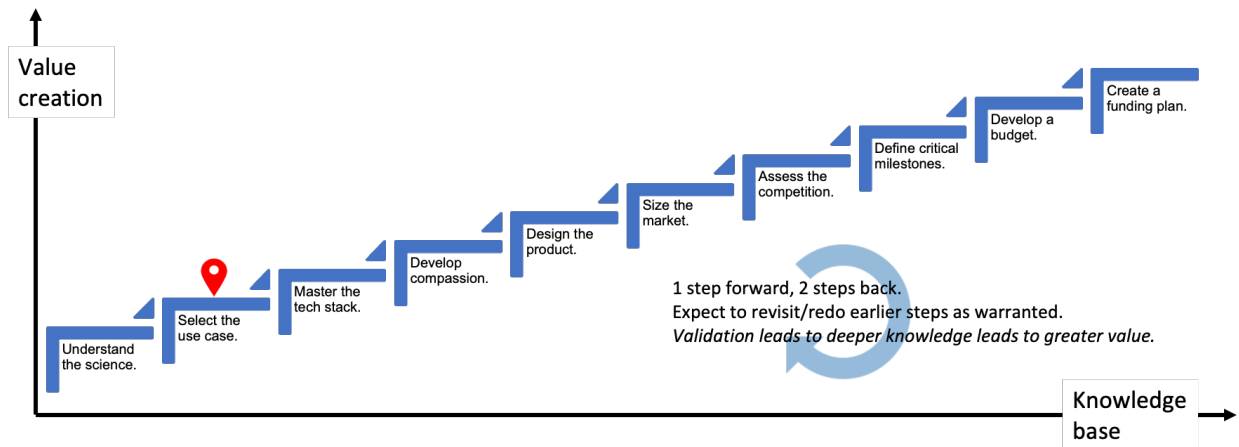 Value
creation
Understand
the science.
Select the
use case.
Master the
tech stack.
Develop
compassion.
Design the
product.
Size the
market.
Assess the
competition.
Define critical
milestones.
Develop a
budget.
Create a
funding plan.
1 step forward, 2 steps back.
Expect to revisit/redo earlier steps as warranted.
Validation leads to deeper knowledge leads to greater value.
Knowledge
base